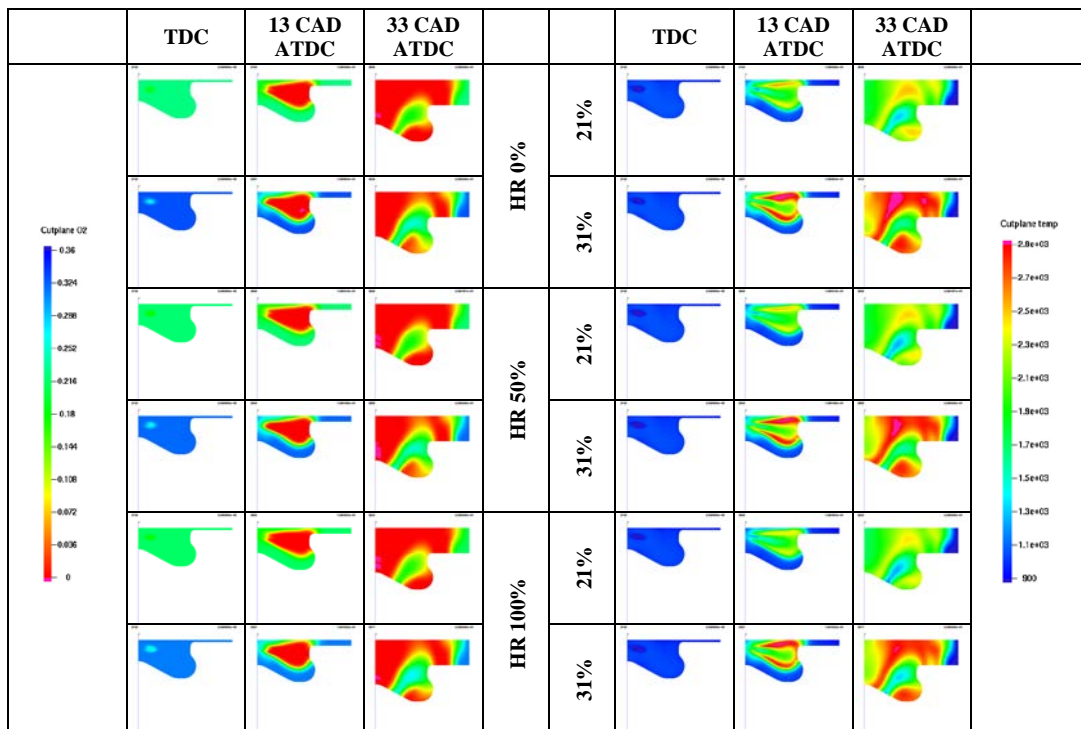 TDC
13 CAD
ATDC
33 CAD
ATDC
TDC
13 CAD
ATDC
33 CAD
ATDC
Cutplane O2
0.36
0.324
0.288
0.252
0.216
0.18
0.144
0.108
0.072
0.036
0
HR 0%
21%
31%
HR 50%
21%
31%
HR 100%
21%
31%
Cutplane temp
2.8e+03
2.7e+03
2.5e+03
2.3e+03
2.1e+03
1.9e+03
1.7e+03
1.5e+03
1.3e+03
1.1e+03
900